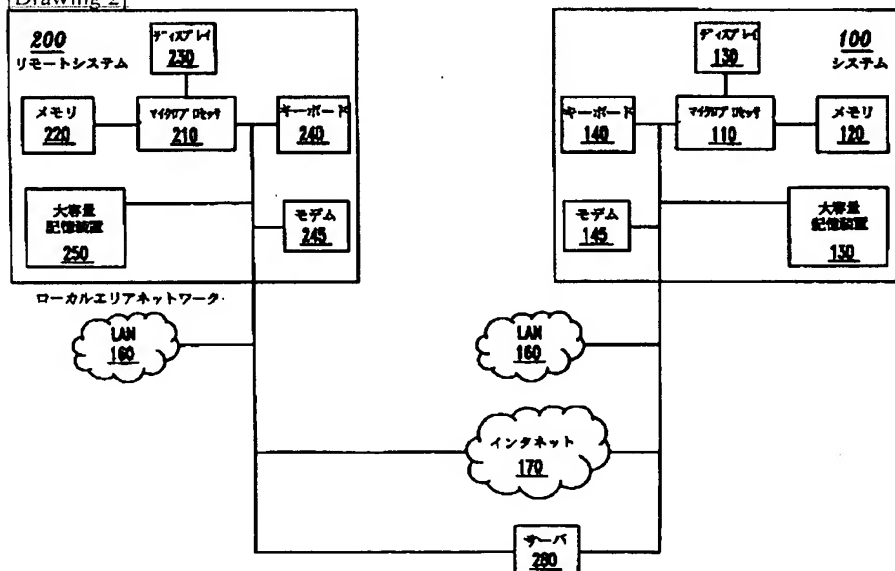 [Drawing 2]
200
リモートシステム
ディスプレイ
230
メモリ
220
マイクロプロセッサ
210
キーボード
240
大容量
記憶装置
250
モデム
245
100
システム
ディスプレイ
130
キーボード
140
マイクロプロセッサ
110
メモリ
120
モデム
145
大容量
記憶装置
130
ローカルエリアネットワーク
LAN
160
LAN
160
インタネット
170
サーバ
280